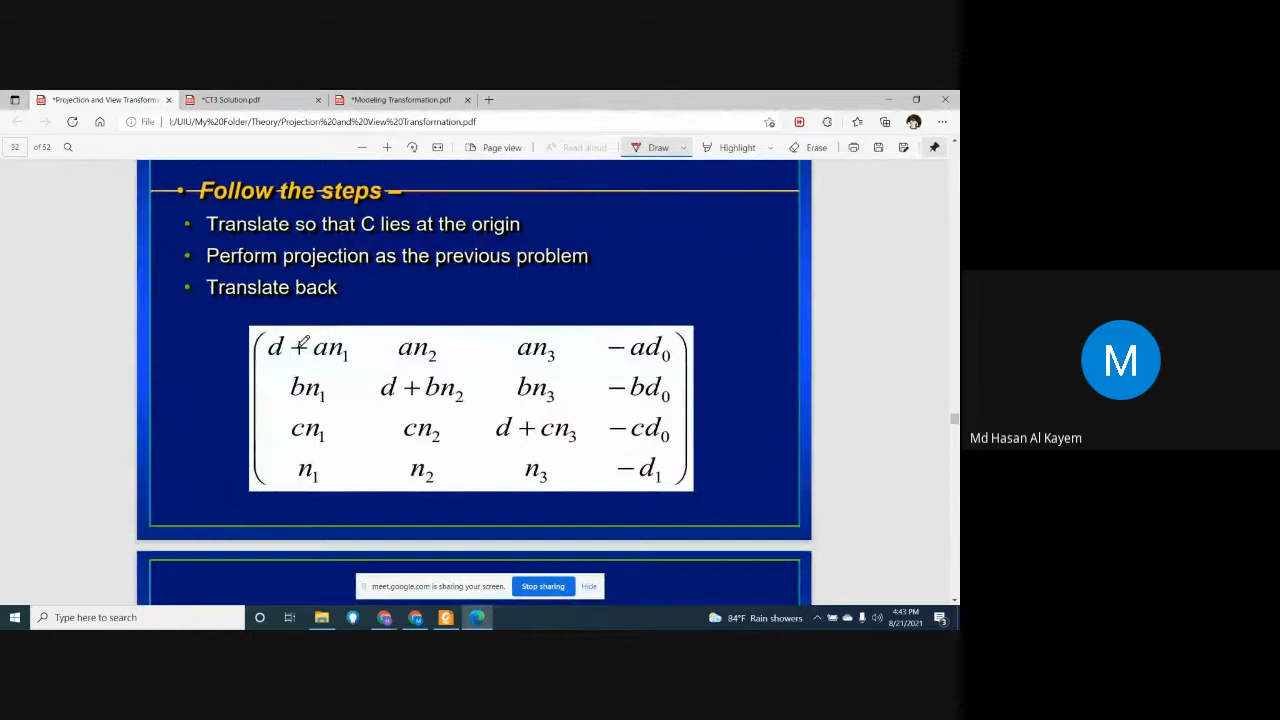 *Projection and View Transforma
*CT3 Solution.pdf
*Modeling Transformation.pdf
File | I:/UIU/My%20Folder/Theory/Projection%20and%20View%20Transformation.pdf
32 of 52
Page view
Read aloud
Draw
Highlight
Erase
• Follow the steps –
• Translate so that C lies at the origin
• Perform projection as the previous problem
• Translate back
d + an₁ an₂ an₃ − ad₀
bn₁ d + bn₂ bn₃ − bd₀
cn₁ cn₂ d + cn₃ − cd₀
n₁ n₂ n₃ − d₁
M
Md Hasan Al Kayem
meet.google.com is sharing your screen.
Stop sharing
Hide
Type here to search
84°F Rain showers
4:43 PM
8/21/2021
3